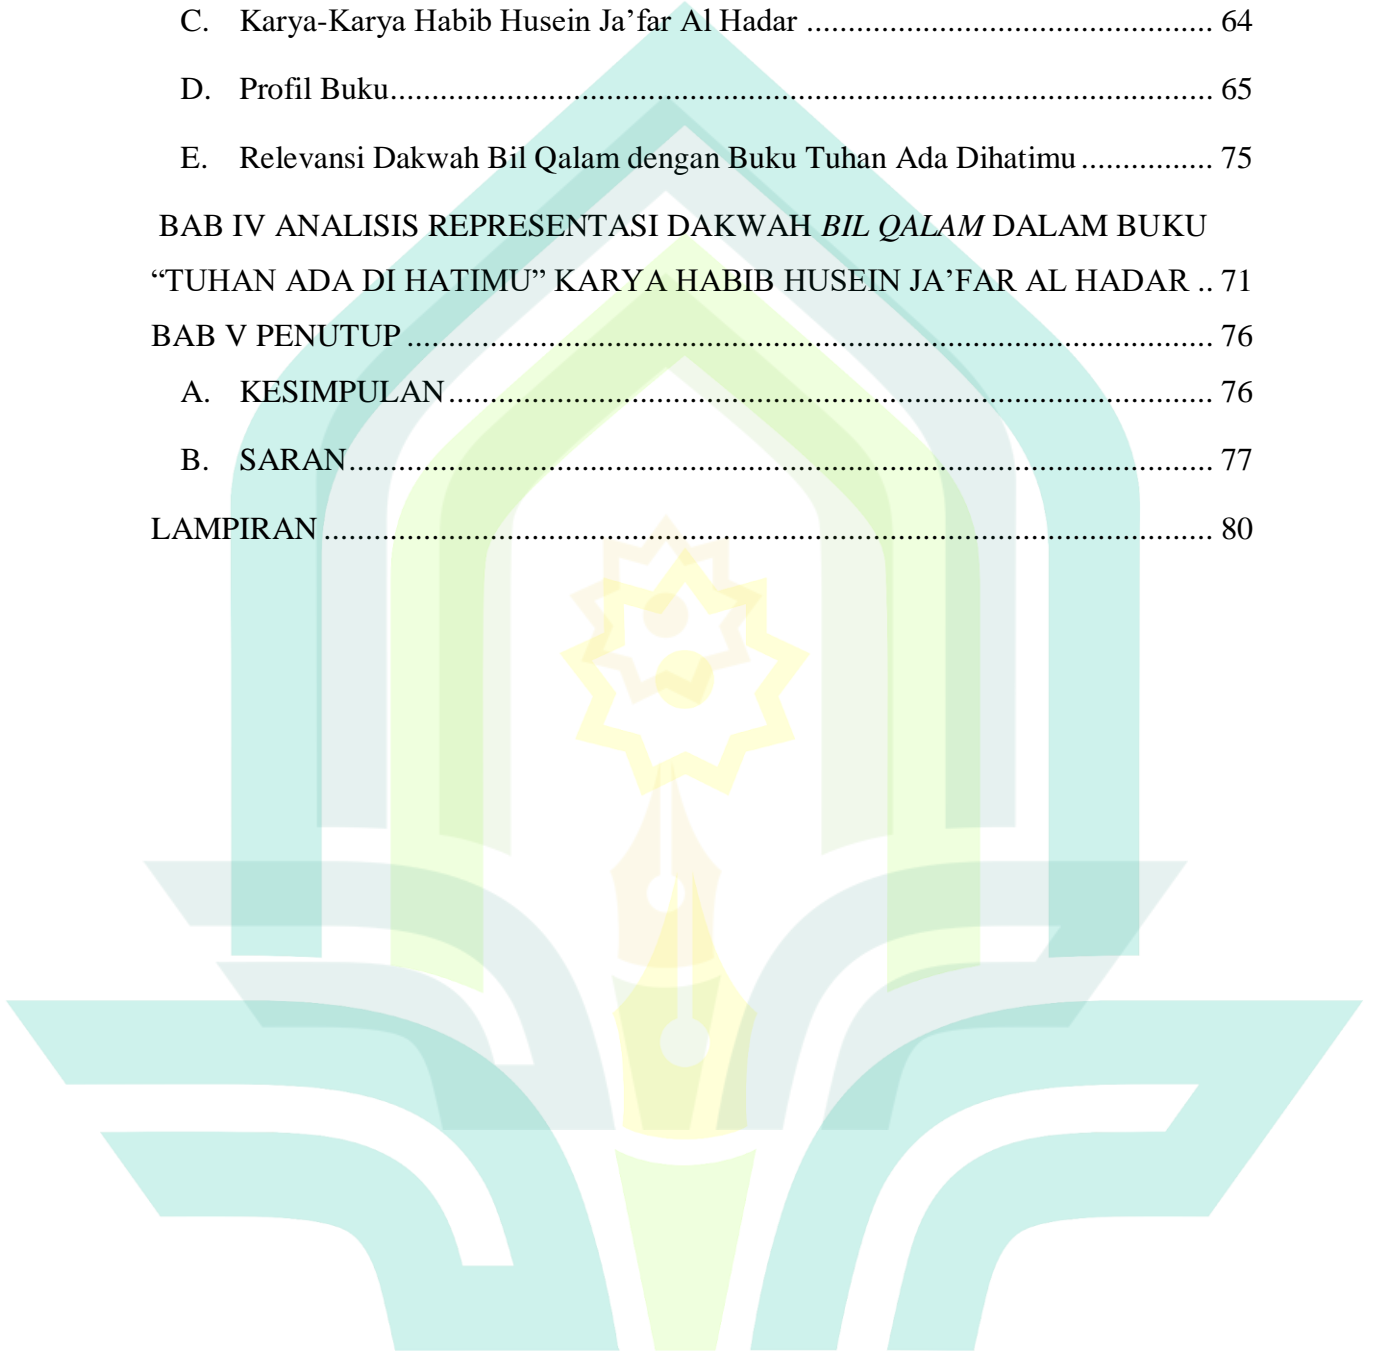 C. Karya-Karya Habib Husein Ja’far Al Hadar ................................................ 64
D. Profil Buku.................................................................................................... 65
E. Relevansi Dakwah Bil Qalam dengan Buku Tuhan Ada Dihatimu ................ 75
BAB IV ANALISIS REPRESENTASI DAKWAH BIL QALAM DALAM BUKU
“TUHAN ADA DI HATIMU” KARYA HABIB HUSEIN JA’FAR AL HADAR .. 71
BAB V PENUTUP ................................................................................................. 76
A. KESIMPULAN............................................................................................. 76
B. SARAN......................................................................................................... 77
LAMPIRAN ........................................................................................................... 80